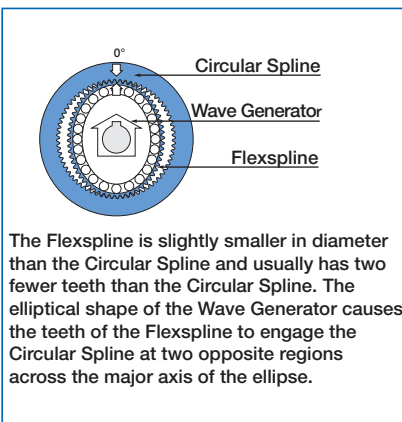 0°
Circular Spline
Wave Generator
Flexspline
The Flexspline is slightly smaller in diameter
than the Circular Spline and usually has two
fewer teeth than the Circular Spline. The
elliptical shape of the Wave Generator causes
the teeth of the Flexspline to engage the
Circular Spline at two opposite regions
across the major axis of the ellipse.